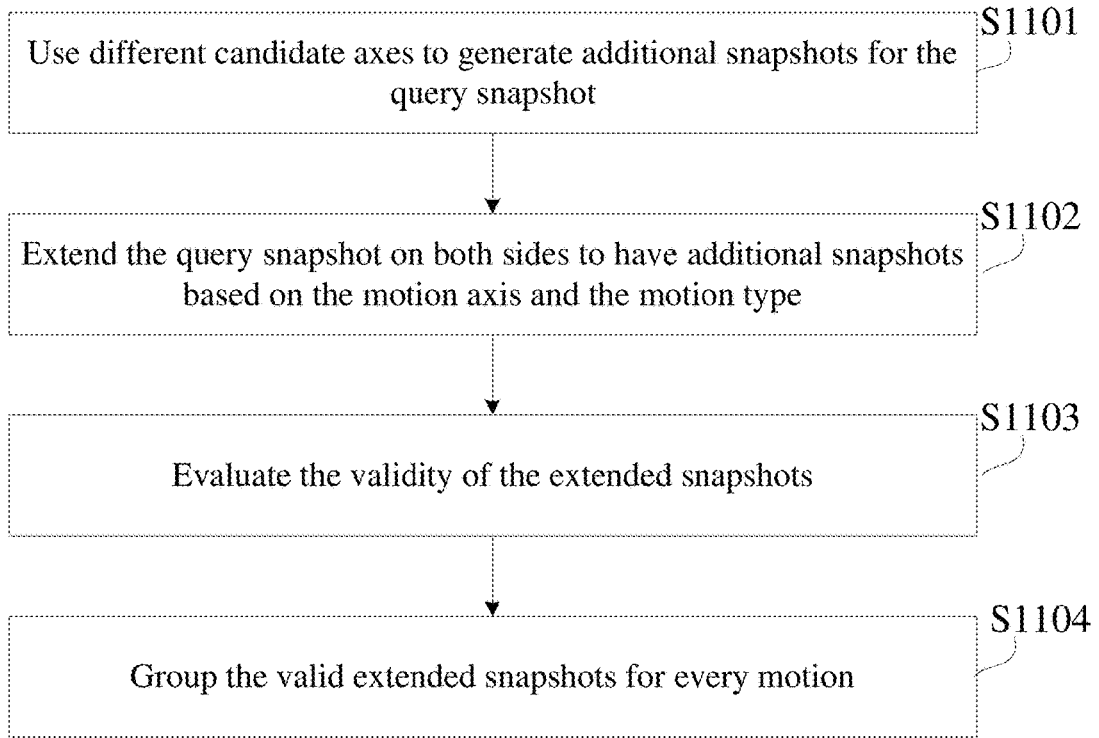 S1101
Use different candidate axes to generate additional snapshots for the
query snapshot
S1102
Extend the query snapshot on both sides to have additional snapshots
based on the motion axis and the motion type
S1103
Evaluate the validity of the extended snapshots
S1104
Group the valid extended snapshots for every motion